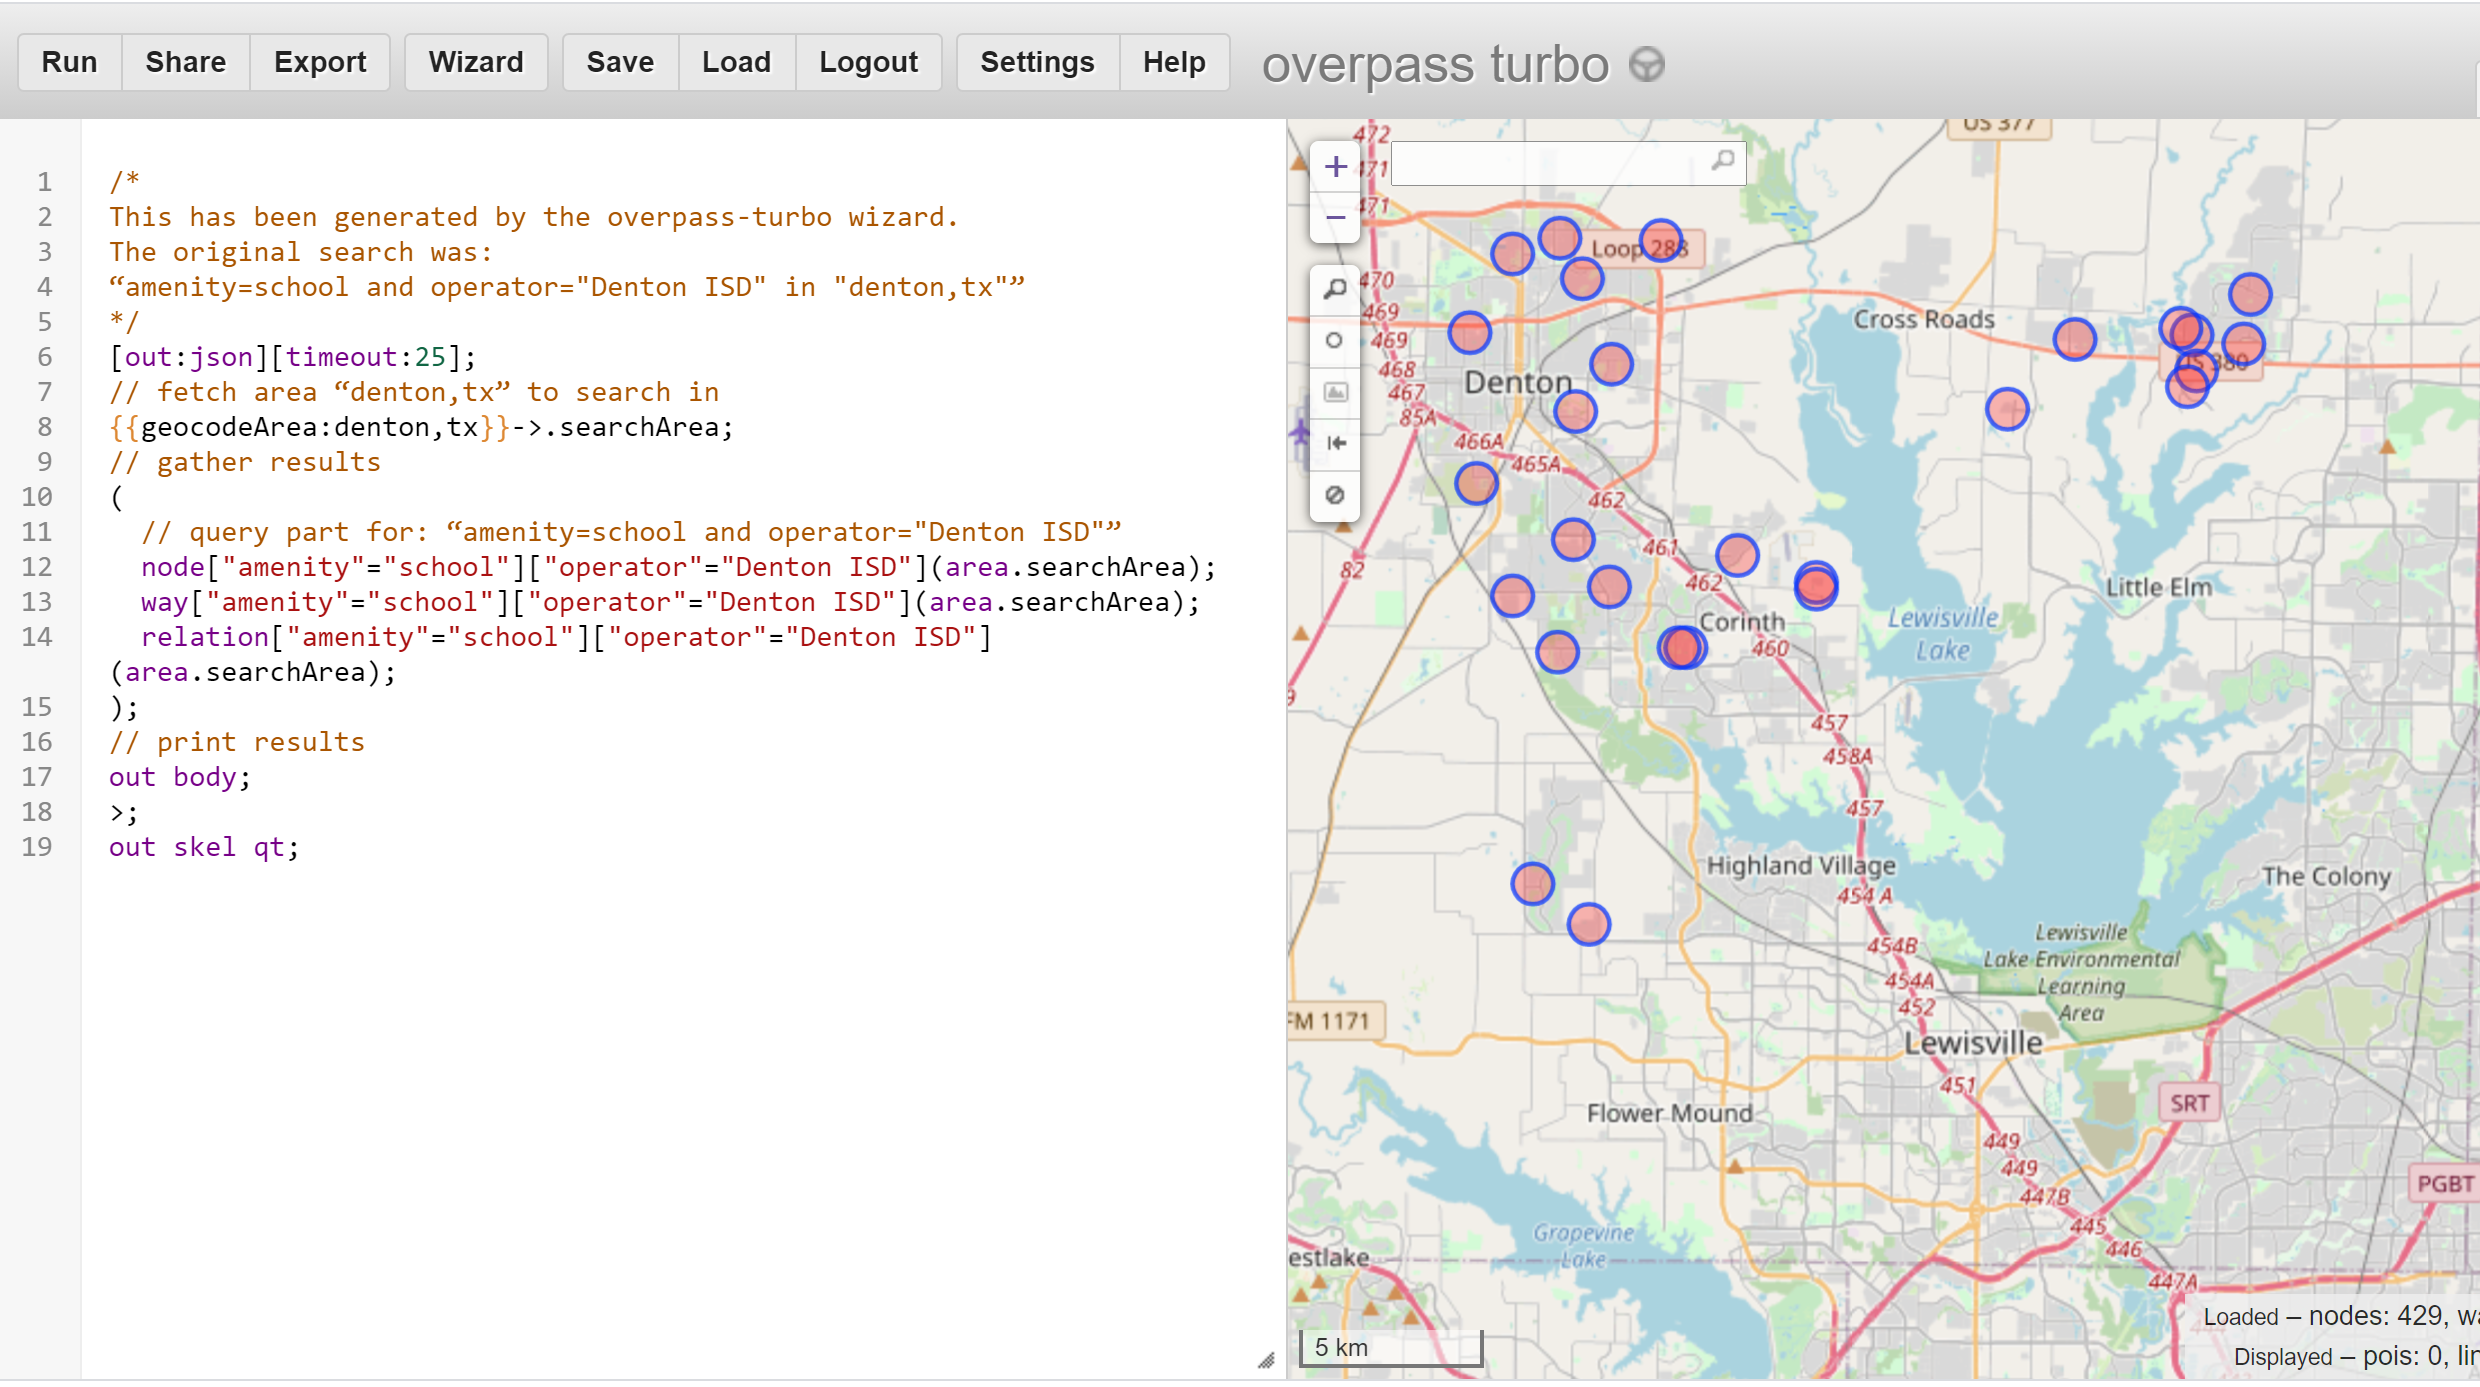 Run Share Export Wizard Save Load Logout Settings Help overpass turbo
1 /*
2 This has been generated by the overpass-turbo wizard.
3 The original search was:
4 “amenity=school and operator="Denton ISD" in "denton,tx"”
5 */
6 [out:json][timeout:25];
7 // fetch area “denton,tx” to search in
8 {{geocodeArea:denton,tx}}->.searchArea;
9 // gather results
10 (
11 // query part for: “amenity=school and operator="Denton ISD"”
12 node["amenity"="school"]["operator"="Denton ISD"](area.searchArea);
13 way["amenity"="school"]["operator"="Denton ISD"](area.searchArea);
14 relation["amenity"="school"]["operator"="Denton ISD"]
(area.searchArea);
15 );
16 // print results
17 out body;
18 >;
19 out skel qt;
US 377
472
471
471
+
−
Loop 288
470
469
469
468
467
85A
Cross Roads
US 380
Denton
466A
465A
462
461
462
82
Little Elm
Corinth
460
Lewisville
Lake
457
458A
457
Highland Village
454 A
The Colony
454B
454A
452
Lewisville
Lake Environmental
Learning
Area
FM 1171
Lewisville
451
SRT
Flower Mound
449
449
447B
PGBT
445
446
447A
Grapevine
Lake
estlake
5 km
Loaded – nodes: 429, wa
Displayed – pois: 0, lin